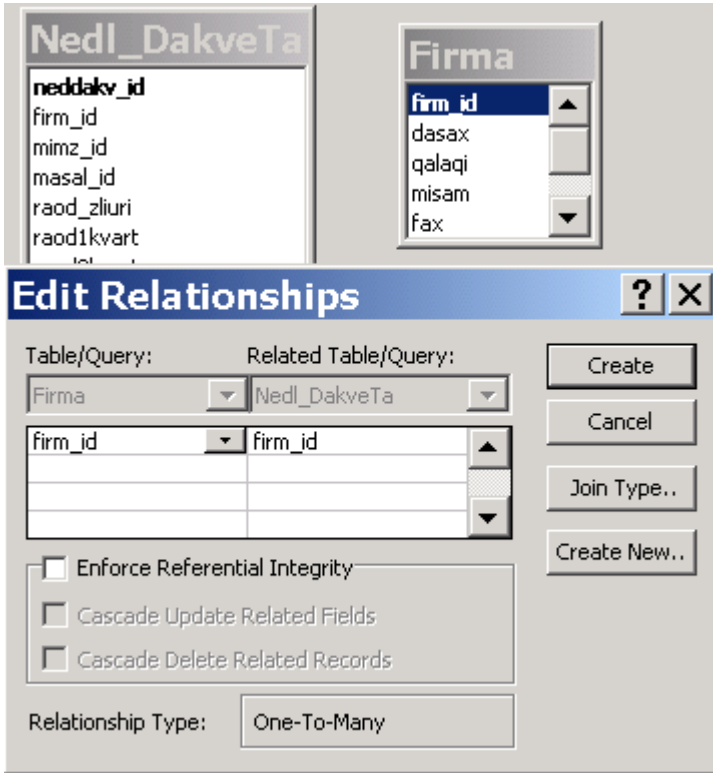 Nedl_DakveTa
neddakv_id
firm_id
mimz_id
masal_id
raod_zliuri
raod1kvart
Firma
firm_id
dasax
qalaqi
misam
fax
Edit Relationships
Table/Query: Related Table/Query:
Firma Nedl_DakveTa
firm_id firm_id
Enforce Referential Integrity
Cascade Update Related Fields
Cascade Delete Related Records
Relationship Type: One-To-Many
Create
Cancel
Join Type..
Create New..